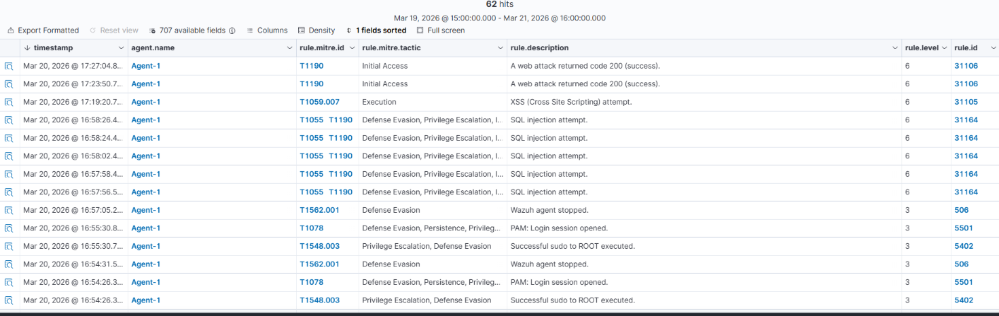 62 hits
Mar 19, 2026 @ 15:00:00.000 - Mar 21, 2026 @ 16:00:00.000
Export Formatted Reset view 707 available fields Columns Density 1 fields sorted Full screen
timestamp agent.name rule.mitre.id rule.mitre.tactic rule.description rule.level rule.id
Mar 20, 2026 @ 17:27:04.8... Agent-1 T1190 Initial Access A web attack returned code 200 (success). 6 31106
Mar 20, 2026 @ 17:23:50.7... Agent-1 T1190 Initial Access A web attack returned code 200 (success). 6 31106
Mar 20, 2026 @ 17:19:20.7... Agent-1 T1059.007 Execution XSS (Cross Site Scripting) attempt. 6 31105
Mar 20, 2026 @ 16:58:26.4... Agent-1 T1055 T1190 Defense Evasion, Privilege Escalation, I... SQL injection attempt. 6 31164
Mar 20, 2026 @ 16:58:24.4... Agent-1 T1055 T1190 Defense Evasion, Privilege Escalation, I... SQL injection attempt. 6 31164
Mar 20, 2026 @ 16:58:02.4... Agent-1 T1055 T1190 Defense Evasion, Privilege Escalation, I... SQL injection attempt. 6 31164
Mar 20, 2026 @ 16:57:58.4... Agent-1 T1055 T1190 Defense Evasion, Privilege Escalation, I... SQL injection attempt. 6 31164
Mar 20, 2026 @ 16:57:56.5... Agent-1 T1055 T1190 Defense Evasion, Privilege Escalation, I... SQL injection attempt. 6 31164
Mar 20, 2026 @ 16:57:05.2... Agent-1 T1562.001 Defense Evasion Wazuh agent stopped. 3 506
Mar 20, 2026 @ 16:55:30.8... Agent-1 T1078 Defense Evasion, Persistence, Privileg... PAM: Login session opened. 3 5501
Mar 20, 2026 @ 16:55:30.7... Agent-1 T1548.003 Privilege Escalation, Defense Evasion Successful sudo to ROOT executed. 3 5402
Mar 20, 2026 @ 16:54:31.5... Agent-1 T1562.001 Defense Evasion Wazuh agent stopped. 3 506
Mar 20, 2026 @ 16:54:26.3... Agent-1 T1078 Defense Evasion, Persistence, Privileg... PAM: Login session opened. 3 5501
Mar 20, 2026 @ 16:54:26.3... Agent-1 T1548.003 Privilege Escalation, Defense Evasion Successful sudo to ROOT executed. 3 5402